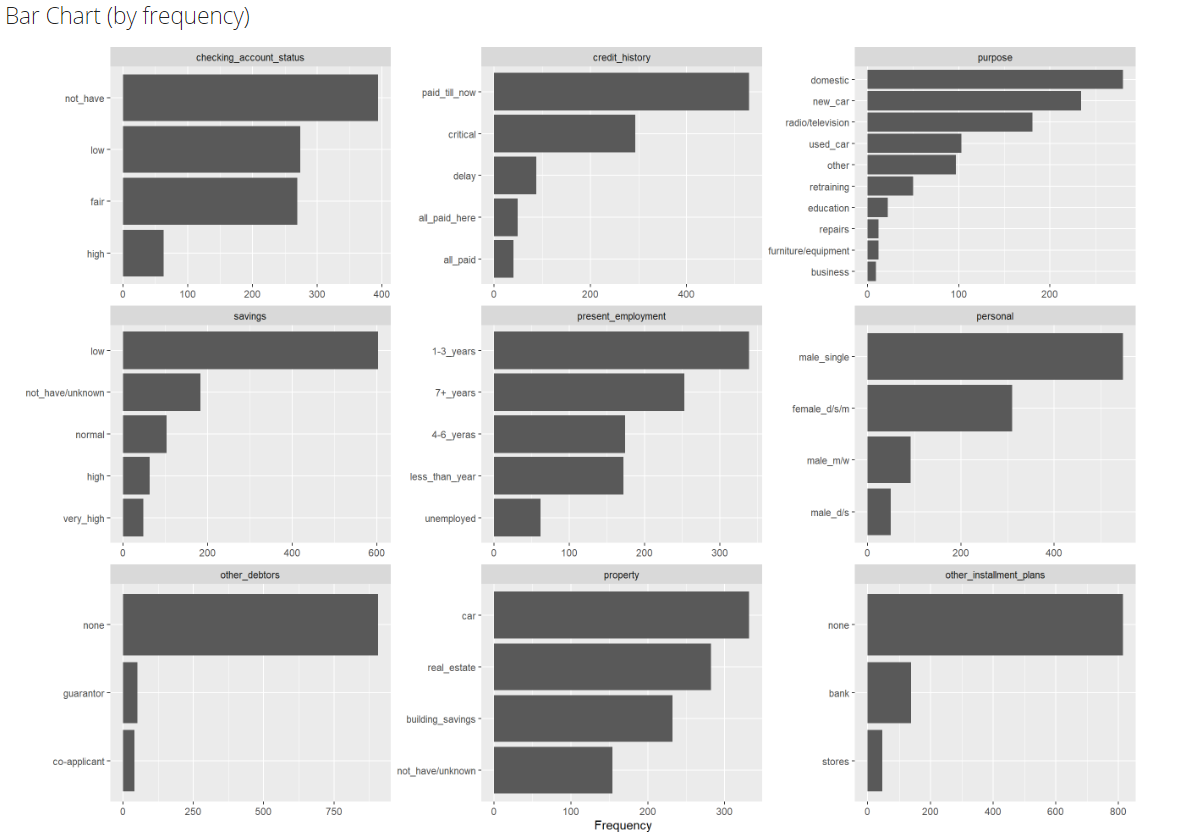 Bar Chart (by frequency)
checking_account_status
not_have
low
fair
high
0 100 200 300 400
credit_history
paid_till_now
critical
delay
all_paid_here
all_paid
0 200 400
purpose
domestic
new_car
radio/television
used_car
other
retraining
education
repairs
furniture/equipment
business
0 100 200
savings
low
not_have/unknown
normal
high
very_high
0 200 400 600
present_employment
1-3_years
7+_years
4-6_yeras
less_than_year
unemployed
0 100 200 300
personal
male_single
female_d/s/m
male_m/w
male_d/s
0 200 400
other_debtors
none
guarantor
co-applicant
0 250 500 750
property
car
real_estate
building_savings
not_have/unknown
0 100 200 300
other_installment_plans
none
bank
stores
0 200 400 600 800
Frequency